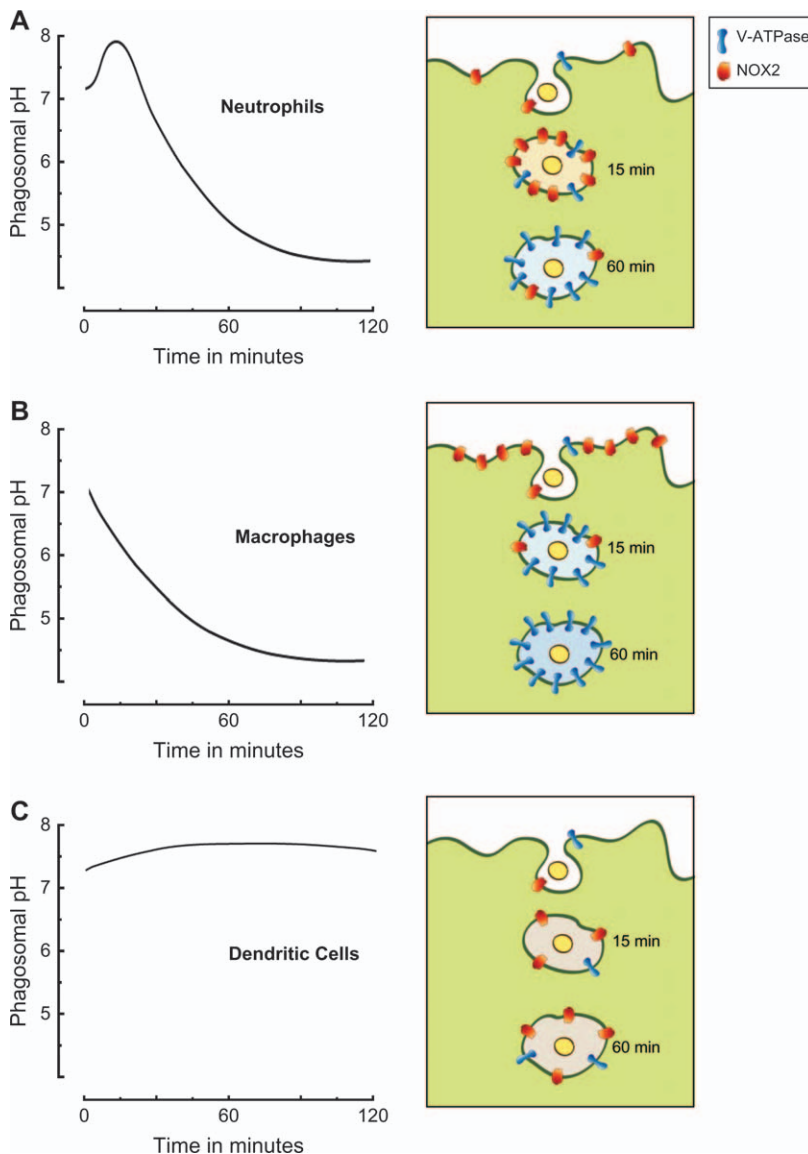 A
8
7
6
5
Phagosomal pH
Neutrophils
0
60
120
Time in minutes
15 min
60 min
V-ATPase
NOX2
B
8
7
6
5
Phagosomal pH
Macrophages
0
60
120
Time in minutes
15 min
60 min
C
8
7
6
5
Phagosomal pH
Dendritic Cells
0
60
120
Time in minutes
15 min
60 min